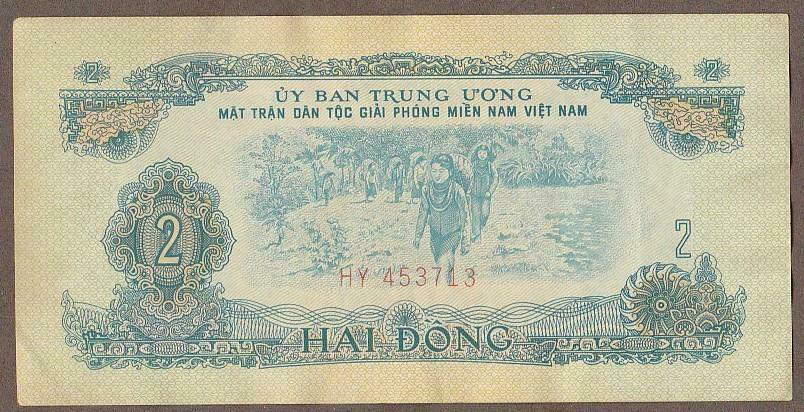 2 2
ỦY BAN TRUNG ƯƠNG
MẶT TRẬN DÂN TỘC GIẢI PHÓNG MIỀN NAM VIỆT NAM
2 2
HY 453713
HAI ĐỒNG